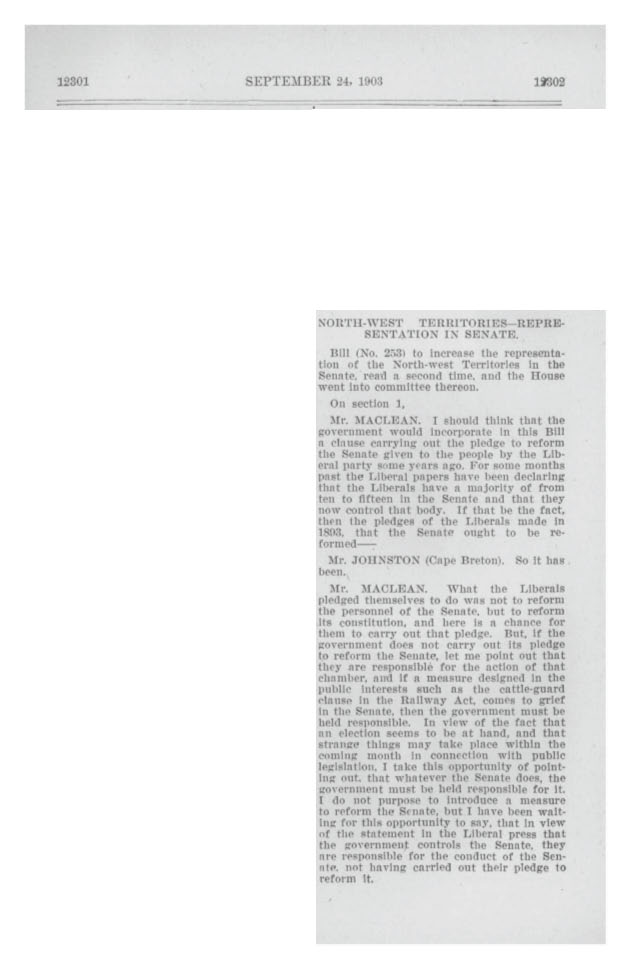 12301 SEPTEMBER 24, 1903 12302
NORTH-WEST TERRITORIES—REPRE-
SENTATION IN SENATE.
Bill (No. 253) to increase the representa-
tion of the North-west Territories in the
Senate, read a second time, and the House
went into committee thereon.
On section 1,
Mr. MACLEAN. I should think that the
government would incorporate in this Bill
a clause carrying out the pledge to reform
the Senate given to the people by the Lib-
eral party some years ago. For some months
past the Liberal papers have been declaring
that the Liberals have a majority of from
ten to fifteen in the Senate and that they
now control that body. If that be the fact,
then the pledges of the Liberals made in
1893, that the Senate ought to be re-
formed——
Mr. JOHNSTON (Cape Breton). So it has
been.
Mr. MACLEAN. What the Liberals
pledged themselves to do was not to reform
the personnel of the Senate, but to reform
its constitution, and here is a chance for
them to carry out that pledge. But, if the
government does not carry out its pledge
to reform the Senate, let me point out that
they are responsible for the action of that
chamber, and if a measure designed in the
public interests such as the cattle-guard
clause in the Railway Act, comes to grief
in the Senate, then the government must be
held responsible. In view of the fact that
an election seems to be at hand, and that
strange things may take place within the
coming month in connection with public
legislation, I take this opportunity of point-
ing out, that whatever the Senate does, the
government must be held responsible for it.
I do not purpose to introduce a measure
to reform the Senate, but I have been wait-
ing for this opportunity to say, that in view
of the statement in the Liberal press that
the government controls the Senate, they
are responsible for the conduct of the Sen-
ate, not having carried out their pledge to
reform it.